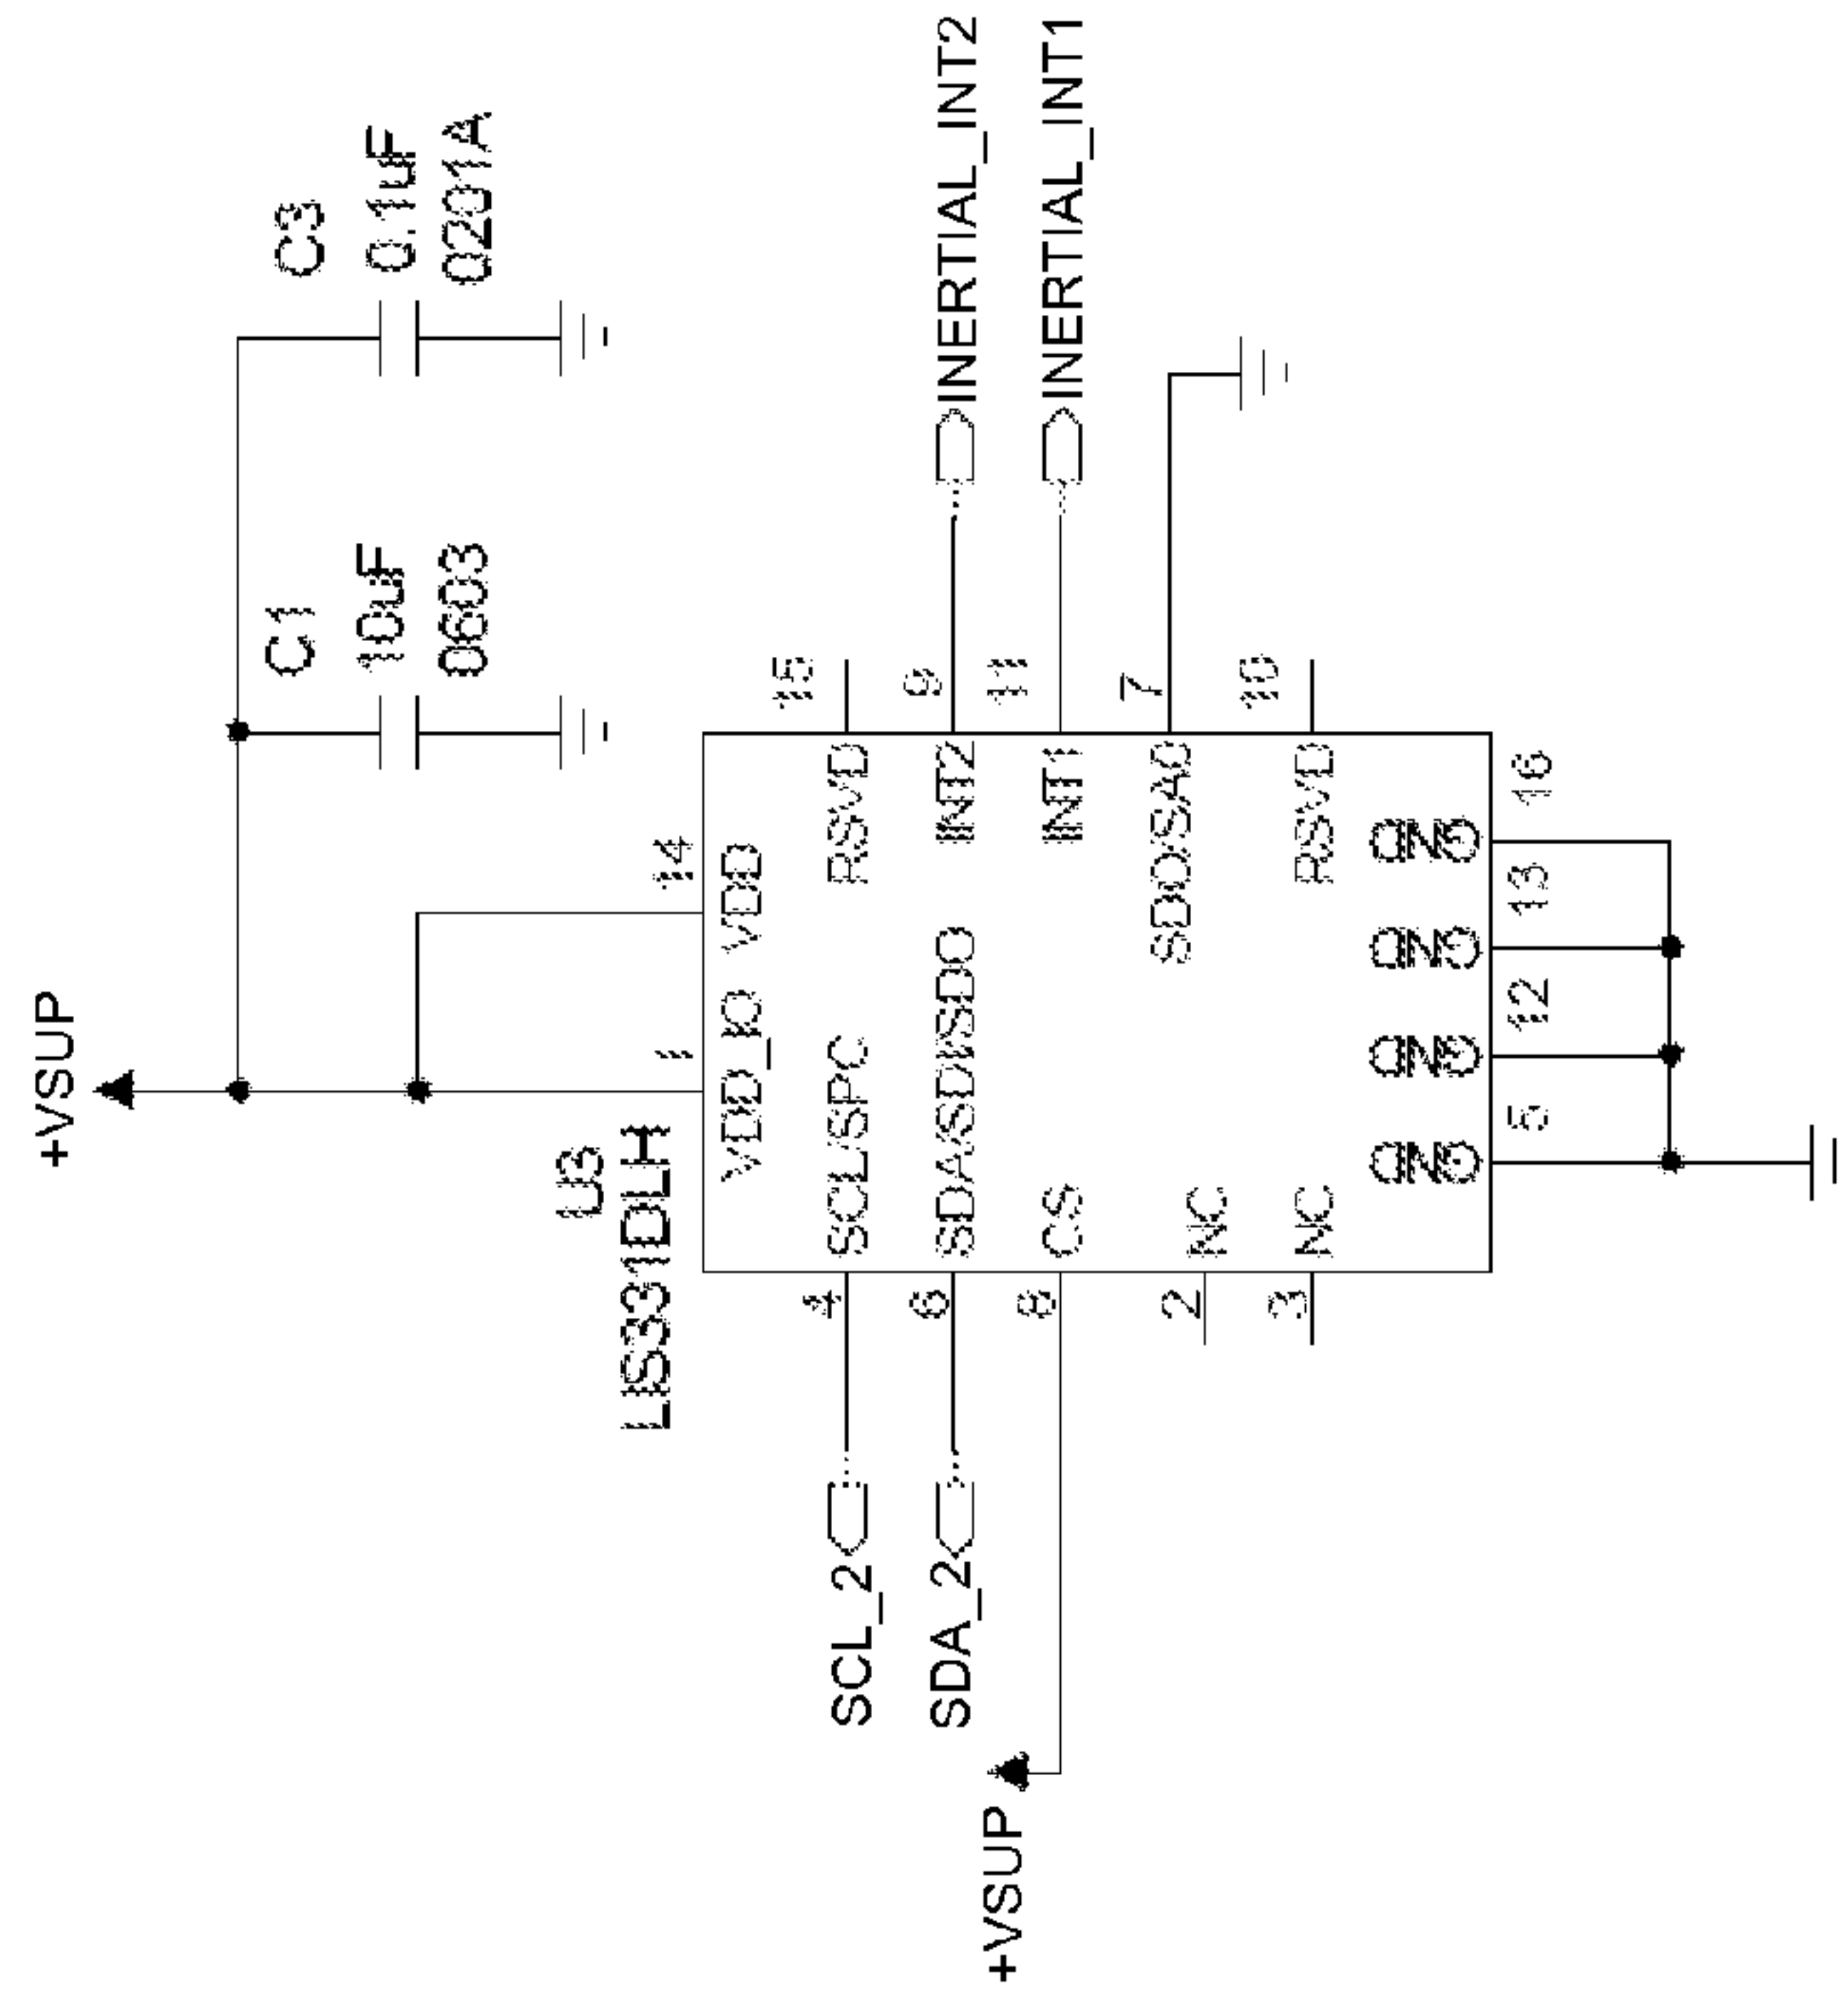 +VSUP
C1
10uF
0603
C3
0.1uF
0201A
U3
LIS331DLH
1
14
VDD_IO
VDD
SCL_2
4
SCL/SPC
RSVD
15
SDA_2
6
SDA/SDI/SDO
INT2
9
INERTIAL_INT2
+VSUP
8
CS
INT1
11
INERTIAL_INT1
SDO/SA0
7
2
NC
3
NC
RSVD
10
GND
GND
GND
GND
5
12
13
16